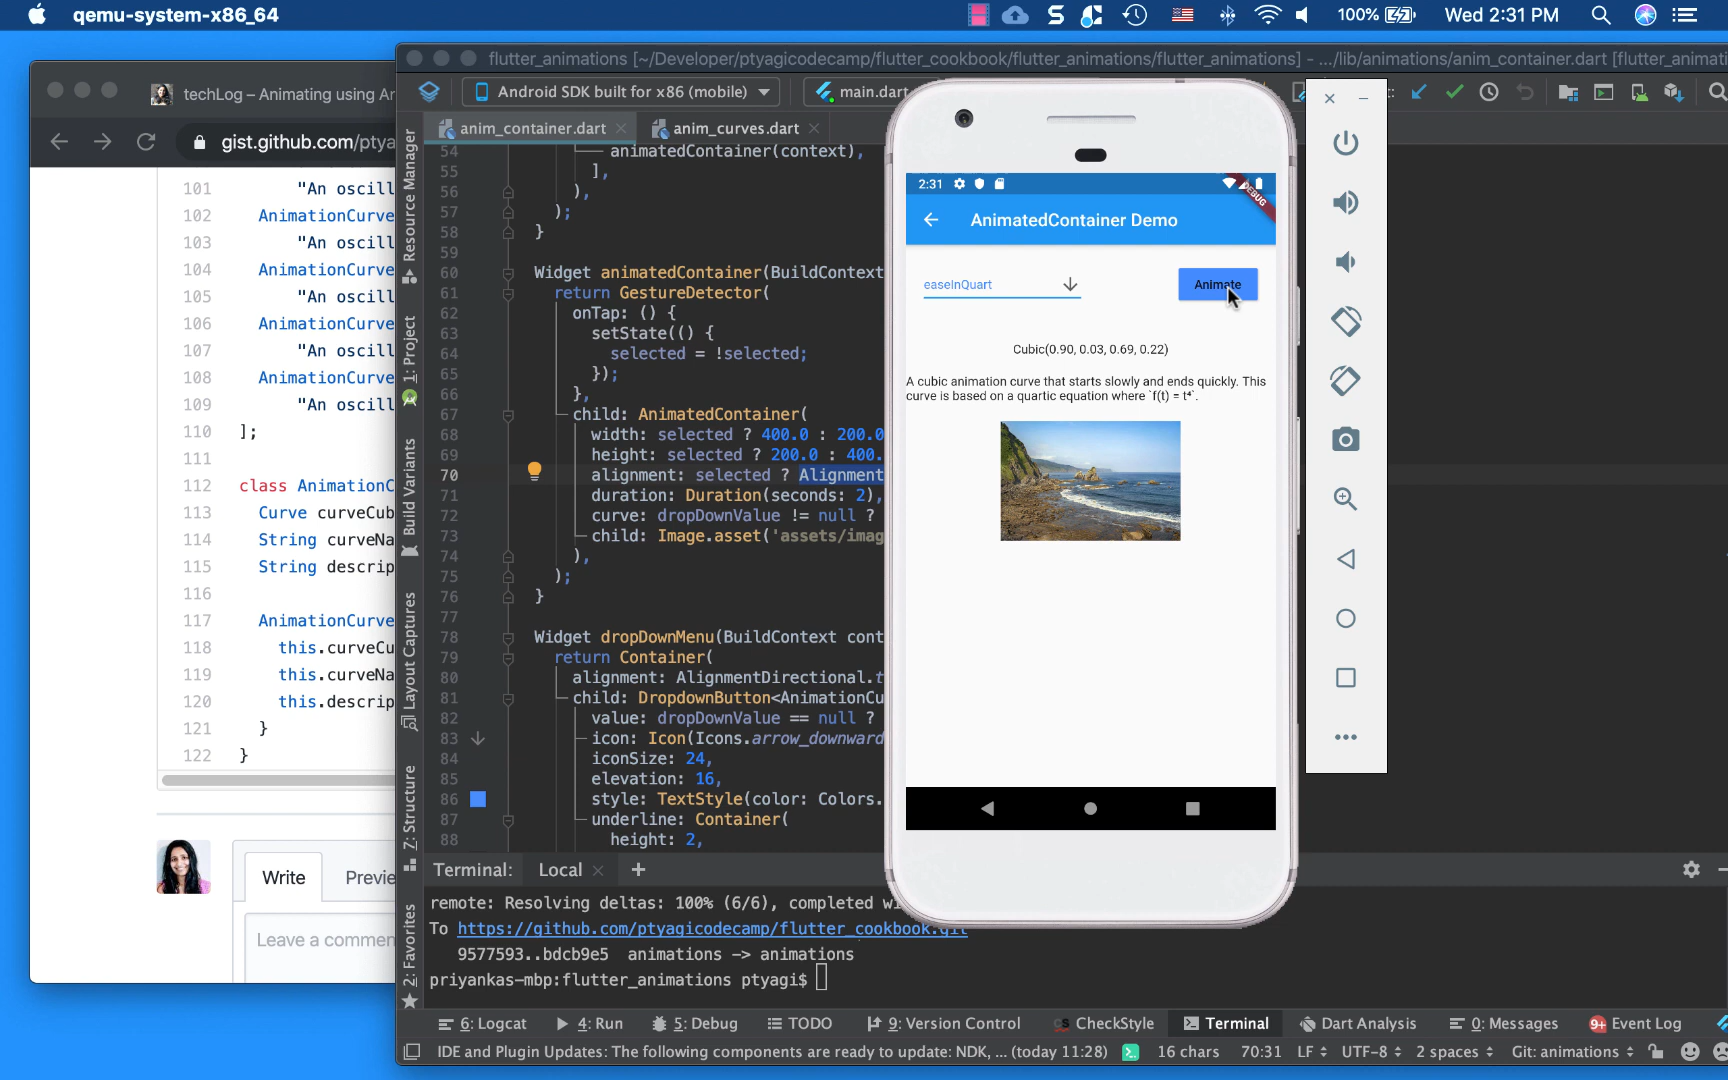 qemu-system-x86_64
100%
Wed 2:31 PM
techLog – Animating using An
gist.github.com/ptya
101 "An oscill
102 AnimationCurve
103 "An oscill
104 AnimationCurve
105 "An oscill
106 AnimationCurve
107 "An oscill
108 AnimationCurve
109 "An oscill
110 ];
111
112 class AnimationC
113 Curve curveCub
114 String curveNa
115 String descrip
116
117 AnimationCurve
118 this.curveCu
119 this.curveNa
120 this.descrip
121 }
122 }
Write
Previe
Leave a commen
flutter_animations [~/Developer/ptyagicodecamp/flutter_cookbook/flutter_animations/flutter_animations] - .../lib/animations/anim_container.dart [flutter_animati
Android SDK built for x86 (mobile)
main.dart
anim_container.dart
anim_curves.dart
Resource Manager
1: Project
Build Variants
Layout Captures
7: Structure
2: Favorites
54 animatedContainer(context),
55 ],
56 ),
57 );
58 }
59
60 Widget animatedContainer(BuildContext
61 return GestureDetector(
62 onTap: () {
63 setState(() {
64 selected = !selected;
65 });
66 },
67 child: AnimatedContainer(
68 width: selected ? 400.0 : 200.0
69 height: selected ? 200.0 : 400.
70 alignment: selected ? Alignment
71 duration: Duration(seconds: 2),
72 curve: dropDownValue != null ?
73 child: Image.asset('assets/imag
74 ),
75 );
76 }
77
78 Widget dropDownMenu(BuildContext cont
79 return Container(
80 alignment: AlignmentDirectional.t
81 child: DropdownButton<AnimationCu
82 value: dropDownValue == null ?
83 icon: Icon(Icons.arrow_downward
84 iconSize: 24,
85 elevation: 16,
86 style: TextStyle(color: Colors.
87 underline: Container(
88 height: 2,
2:31
DEBUG
AnimatedContainer Demo
easeInQuart
Animate
Cubic(0.90, 0.03, 0.69, 0.22)
A cubic animation curve that starts slowly and ends quickly. This
curve is based on a quartic equation where `f(t) = t⁴`.
Terminal: Local +
remote: Resolving deltas: 100% (6/6), completed wi
To https://github.com/ptyagicodecamp/flutter_cookbook.git
9577593..bdcb9e5 animations -> animations
priyankas-mbp:flutter_animations ptyagi$
6: Logcat
4: Run
5: Debug
TODO
9: Version Control
CheckStyle
Terminal
Dart Analysis
0: Messages
9+ Event Log
IDE and Plugin Updates: The following components are ready to update: NDK, ... (today 11:28)
16 chars
70:31
LF
UTF-8
2 spaces
Git: animations